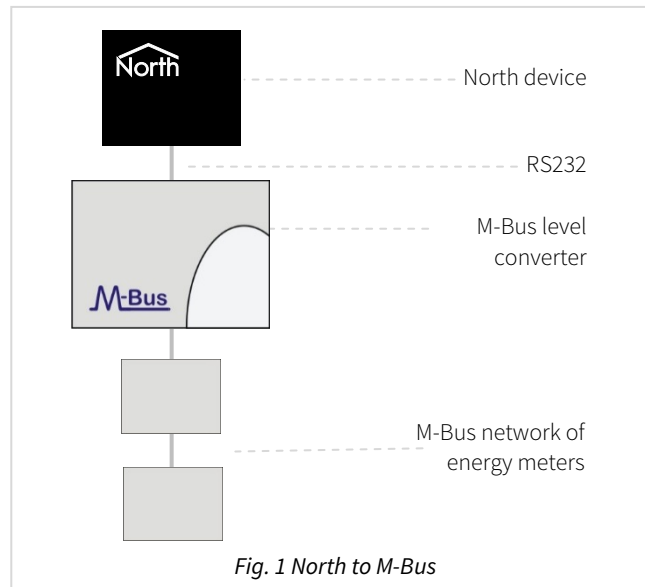 North
North device
RS232
M-Bus level
converter
M-Bus
M-Bus network of
energy meters
Fig. 1 North to M-Bus